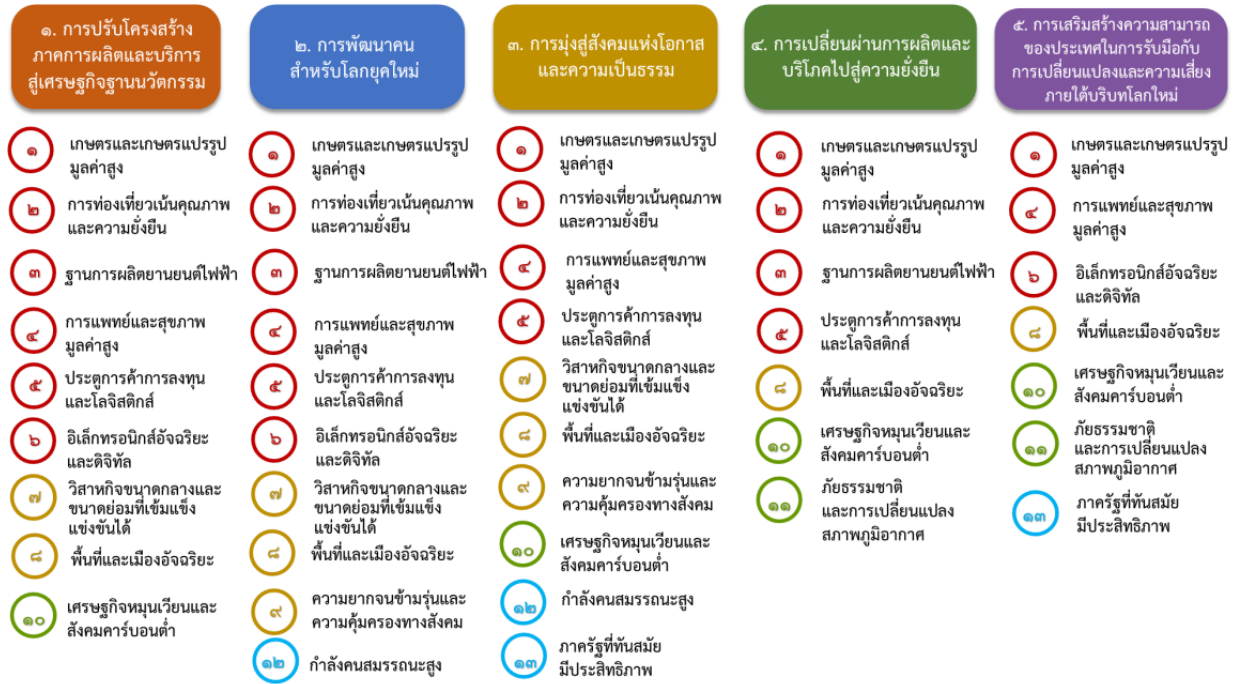 ๑. การปรับโครงสร้าง
ภาคการผลิตและบริการ
สู่เศรษฐกิจฐานนวัตกรรม
๑
เกษตรและเกษตรแปรรูป
มูลค่าสูง
๒
การท่องเที่ยวเน้นคุณภาพ
และความยั่งยืน
๓
ฐานการผลิตยานยนต์ไฟฟ้า
๔
การแพทย์และสุขภาพ
มูลค่าสูง
๕
ประตูการค้าการลงทุน
และโลจิสติกส์
๖
อิเล็กทรอนิกส์อัจฉริยะ
และดิจิทัล
๗
วิสาหกิจขนาดกลางและ
ขนาดย่อมที่เข้มแข็ง
แข่งขันได้
๘
พื้นที่และเมืองอัจฉริยะ
๑๐
เศรษฐกิจหมุนเวียนและ
สังคมคาร์บอนต่ำ
๒. การพัฒนาคน
สำหรับโลกยุคใหม่
๑
เกษตรและเกษตรแปรรูป
มูลค่าสูง
๒
การท่องเที่ยวเน้นคุณภาพ
และความยั่งยืน
๓
ฐานการผลิตยานยนต์ไฟฟ้า
๔
การแพทย์และสุขภาพ
มูลค่าสูง
๕
ประตูการค้าการลงทุน
และโลจิสติกส์
๖
อิเล็กทรอนิกส์อัจฉริยะ
และดิจิทัล
๗
วิสาหกิจขนาดกลางและ
ขนาดย่อมที่เข้มแข็ง
แข่งขันได้
๘
พื้นที่และเมืองอัจฉริยะ
๙
ความยากจนข้ามรุ่นและ
ความคุ้มครองทางสังคม
๑๒
กำลังคนสมรรถนะสูง
๓. การมุ่งสู่สังคมแห่งโอกาส
และความเป็นธรรม
๑
เกษตรและเกษตรแปรรูป
มูลค่าสูง
๒
การท่องเที่ยวเน้นคุณภาพ
และความยั่งยืน
๔
การแพทย์และสุขภาพ
มูลค่าสูง
๕
ประตูการค้าการลงทุน
และโลจิสติกส์
๗
วิสาหกิจขนาดกลางและ
ขนาดย่อมที่เข้มแข็ง
แข่งขันได้
๘
พื้นที่และเมืองอัจฉริยะ
๙
ความยากจนข้ามรุ่นและ
ความคุ้มครองทางสังคม
๑๐
เศรษฐกิจหมุนเวียนและ
สังคมคาร์บอนต่ำ
๑๒
กำลังคนสมรรถนะสูง
๑๓
ภาครัฐที่ทันสมัย
มีประสิทธิภาพ
๔. การเปลี่ยนผ่านการผลิตและ
บริโภคไปสู่ความยั่งยืน
๑
เกษตรและเกษตรแปรรูป
มูลค่าสูง
๒
การท่องเที่ยวเน้นคุณภาพ
และความยั่งยืน
๓
ฐานการผลิตยานยนต์ไฟฟ้า
๕
ประตูการค้าการลงทุน
และโลจิสติกส์
๘
พื้นที่และเมืองอัจฉริยะ
๑๐
เศรษฐกิจหมุนเวียนและ
สังคมคาร์บอนต่ำ
๑๑
ภัยธรรมชาติ
และการเปลี่ยนแปลง
สภาพภูมิอากาศ
๕. การเสริมสร้างความสามารถ
ของประเทศในการรับมือกับ
การเปลี่ยนแปลงและความเสี่ยง
ภายใต้บริบทโลกใหม่
๑
เกษตรและเกษตรแปรรูป
มูลค่าสูง
๔
การแพทย์และสุขภาพ
มูลค่าสูง
๖
อิเล็กทรอนิกส์อัจฉริยะ
และดิจิทัล
๘
พื้นที่และเมืองอัจฉริยะ
๑๐
เศรษฐกิจหมุนเวียนและ
สังคมคาร์บอนต่ำ
๑๑
ภัยธรรมชาติ
และการเปลี่ยนแปลง
สภาพภูมิอากาศ
๑๓
ภาครัฐที่ทันสมัย
มีประสิทธิภาพ